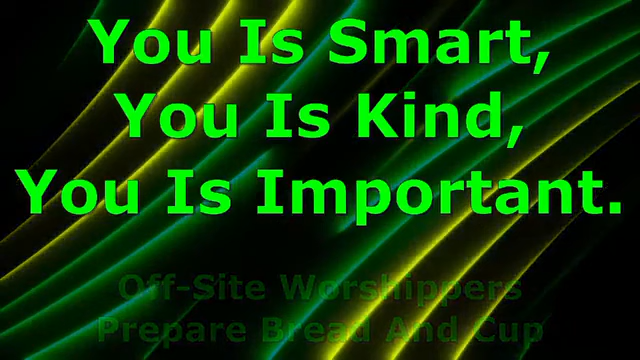 You Is Smart,
You Is Kind,
You Is Important.
Off-Site Worshippers
Prepare Bread And Cup